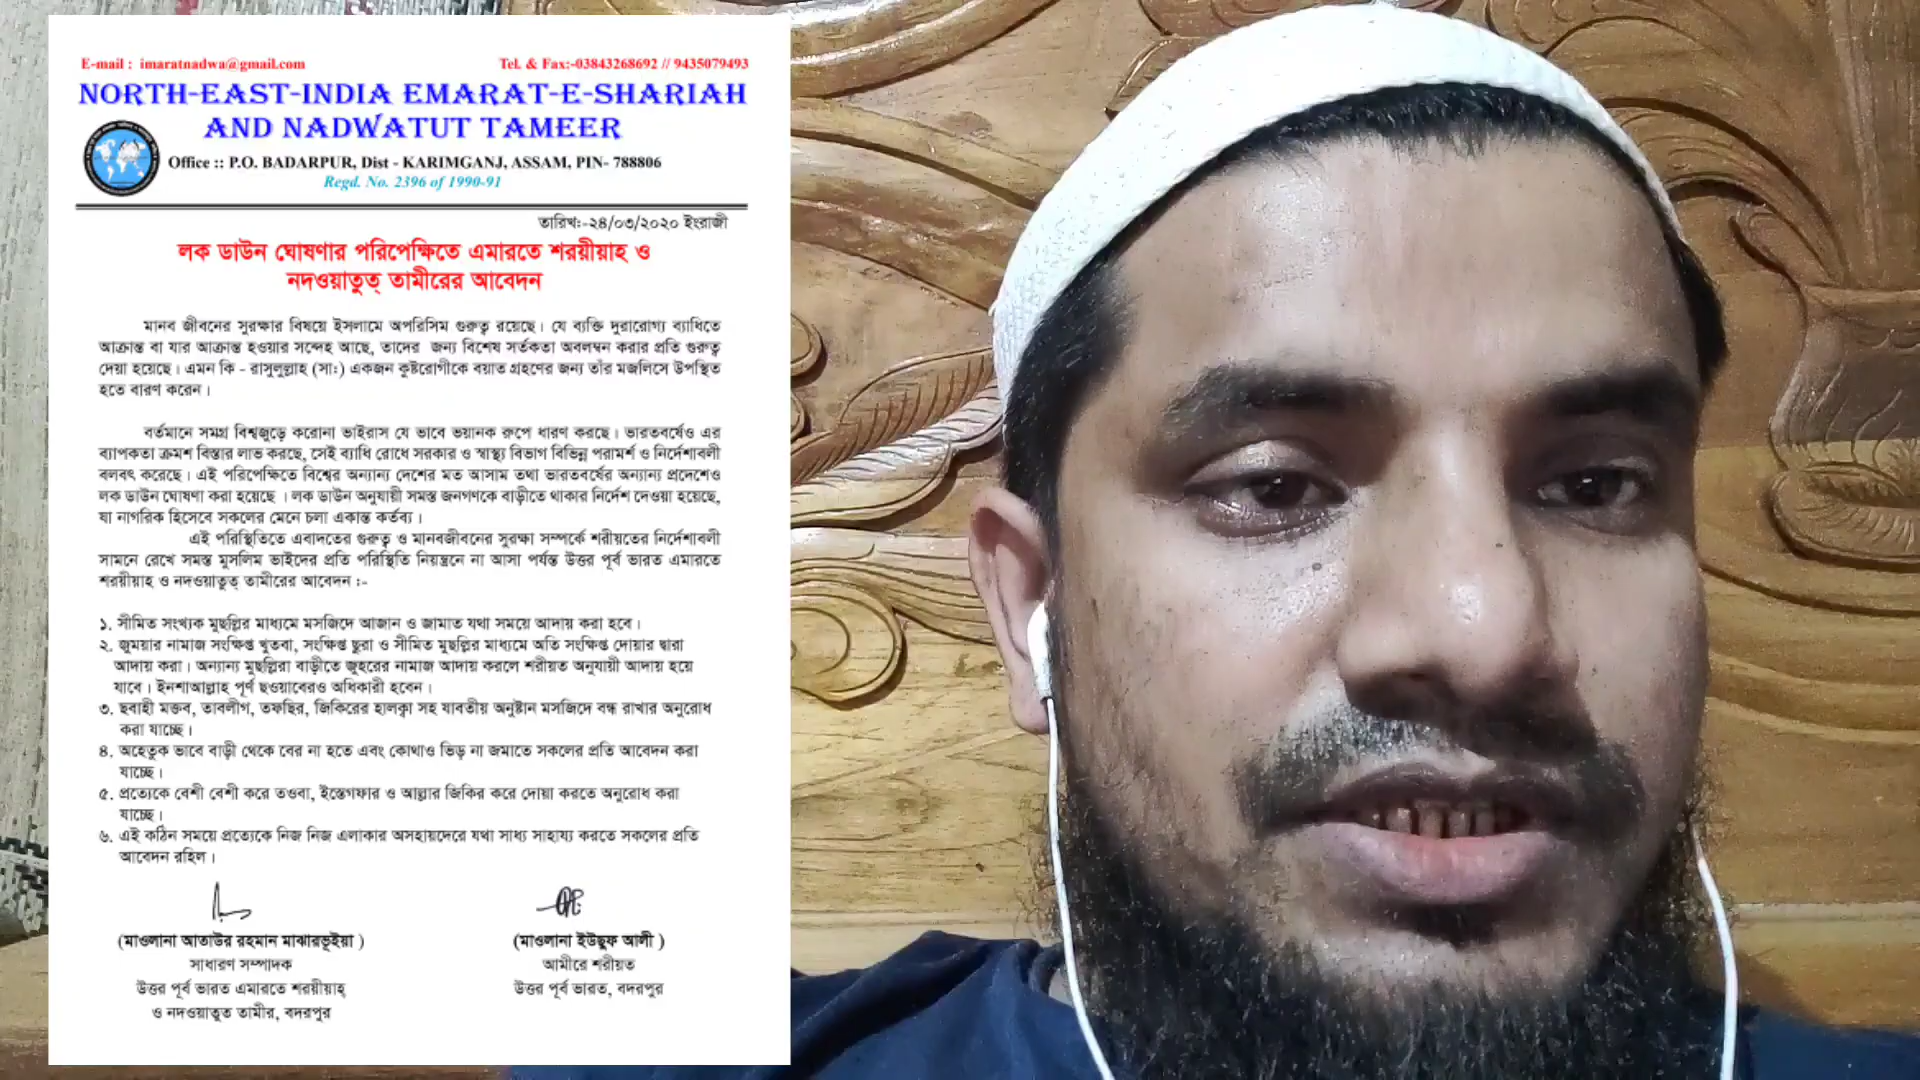 E-mail : imaratnadwa@gmail.com
Tel. & Fax:-03843268692 // 9435079493
NORTH-EAST-INDIA EMARAT-E-SHARIAH
AND NADWATUT TAMEER
Office :: P.O. BADARPUR, Dist - KARIMGANJ, ASSAM, PIN- 788806
Regd. No. 2396 of 1990-91
তারিখ:-২৪/০৩/২০২০ ইংরাজী
লক ডাউন ঘোষণার পরিপেক্ষিতে এমারতে শরয়ীয়াহ ও
নদওয়াতুত্ তামীরের আবেদন
মানব জীবনের সুরক্ষার বিষয়ে ইসলামে অপরিসিম গুরুত্ব রয়েছে। যে ব্যক্তি দুরারোগ্য ব্যাধিতে
আক্রান্ত বা যার আক্রান্ত হওয়ার সন্দেহ আছে, তাদের জন্য বিশেষ সর্তকতা অবলম্বন করার প্রতি গুরুত্ব
দেয়া হয়েছে। এমন কি - রাসুলুল্লাহ (সাঃ) একজন কুষ্টরোগীকে বয়াত গ্রহণের জন্য তাঁর মজলিসে উপস্থিত
হতে বারণ করেন।
বর্তমানে সমগ্র বিশ্বজুড়ে করোনা ভাইরাস যে ভাবে ভয়ানক রুপে ধারণ করছে। ভারতবর্ষেও এর
ব্যাপকতা ক্রমশ বিস্তার লাভ করছে, সেই ব্যাধি রোধে সরকার ও স্বাস্থ্য বিভাগ বিভিন্ন পরামর্শ ও নির্দেশাবলী
বলবৎ করেছে। এই পরিপেক্ষিতে বিশ্বের অন্যান্য দেশের মত আসাম তথা ভারতবর্ষের অন্যান্য প্রদেশেও
লক ডাউন ঘোষণা করা হয়েছে । লক ডাউন অনুযায়ী সমস্ত জনগণকে বাড়ীতে থাকার নির্দেশ দেওয়া হয়েছে,
যা নাগরিক হিসেবে সকলের মেনে চলা একান্ত কর্তব্য।
এই পরিস্থিতিতে এবাদতের গুরুত্ব ও মানবজীবনের সুরক্ষা সম্পর্কে শরীয়তের নির্দেশাবলী
সামনে রেখে সমস্ত মুসলিম ভাইদের প্রতি পরিস্থিতি নিয়ন্ত্রনে না আসা পর্যন্ত উত্তর পূর্ব ভারত এমারতে
শরয়ীয়াহ ও নদওয়াতুত্ তামীরের আবেদন :-
১. সীমিত সংখ্যক মুছল্লির মাধ্যমে মসজিদে আজান ও জামাত যথা সময়ে আদায় করা হবে।
২. জুময়ার নামাজ সংক্ষিপ্ত খুতবা, সংক্ষিপ্ত ছুরা ও সীমিত মুছল্লির মাধ্যমে অতি সংক্ষিপ্ত দোয়ার দ্বারা
আদায় করা। অন্যান্য মুছল্লিরা বাড়ীতে জুহরের নামাজ আদায় করলে শরীয়ত অনুযায়ী আদায় হয়ে
যাবে। ইনশাআল্লাহ পূর্ণ ছওয়াবেরও অধিকারী হবেন।
৩. ছবাহী মক্তব, তাবলীগ, তফছির, জিকিরের হালক্বা সহ যাবতীয় অনুষ্টান মসজিদে বন্ধ রাখার অনুরোধ
করা যাচ্ছে।
৪. অহেতুক ভাবে বাড়ী থেকে বের না হতে এবং কোথাও ভিড় না জমাতে সকলের প্রতি আবেদন করা
যাচ্ছে।
৫. প্রত্যেকে বেশী বেশী করে তওবা, ইস্তেগফার ও আল্লার জিকির করে দোয়া করতে অনুরোধ করা
যাচ্ছে।
৬. এই কঠিন সময়ে প্রত্যেকে নিজ নিজ এলাকার অসহায়দেরে যথা সাধ্য সাহায্য করতে সকলের প্রতি
আবেদন রহিল।
(মাওলানা আতাউর রহমান মাঝারভূইয়া )
(মাওলানা ইউছুফ আলী )
সাধারণ সম্পাদক
আমীরে শরীয়ত
উত্তর পূর্ব ভারত এমারতে শরয়ীয়াহ্
উত্তর পূর্ব ভারত, বদরপুর
ও নদওয়াতুত তামীর, বদরপুর